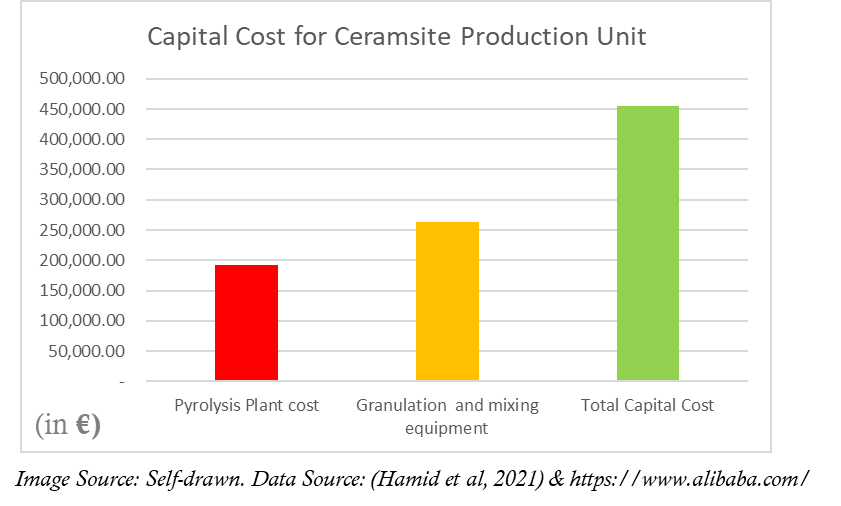 Capital Cost for Ceramsite Production Unit
500,000.00
450,000.00
400,000.00
350,000.00
300,000.00
250,000.00
200,000.00
150,000.00
100,000.00
50,000.00
-
Pyrolysis Plant cost
Granulation and mixing
equipment
Total Capital Cost
(in €)
Image Source: Self-drawn. Data Source: (Hamid et al, 2021) & https://www.alibaba.com/